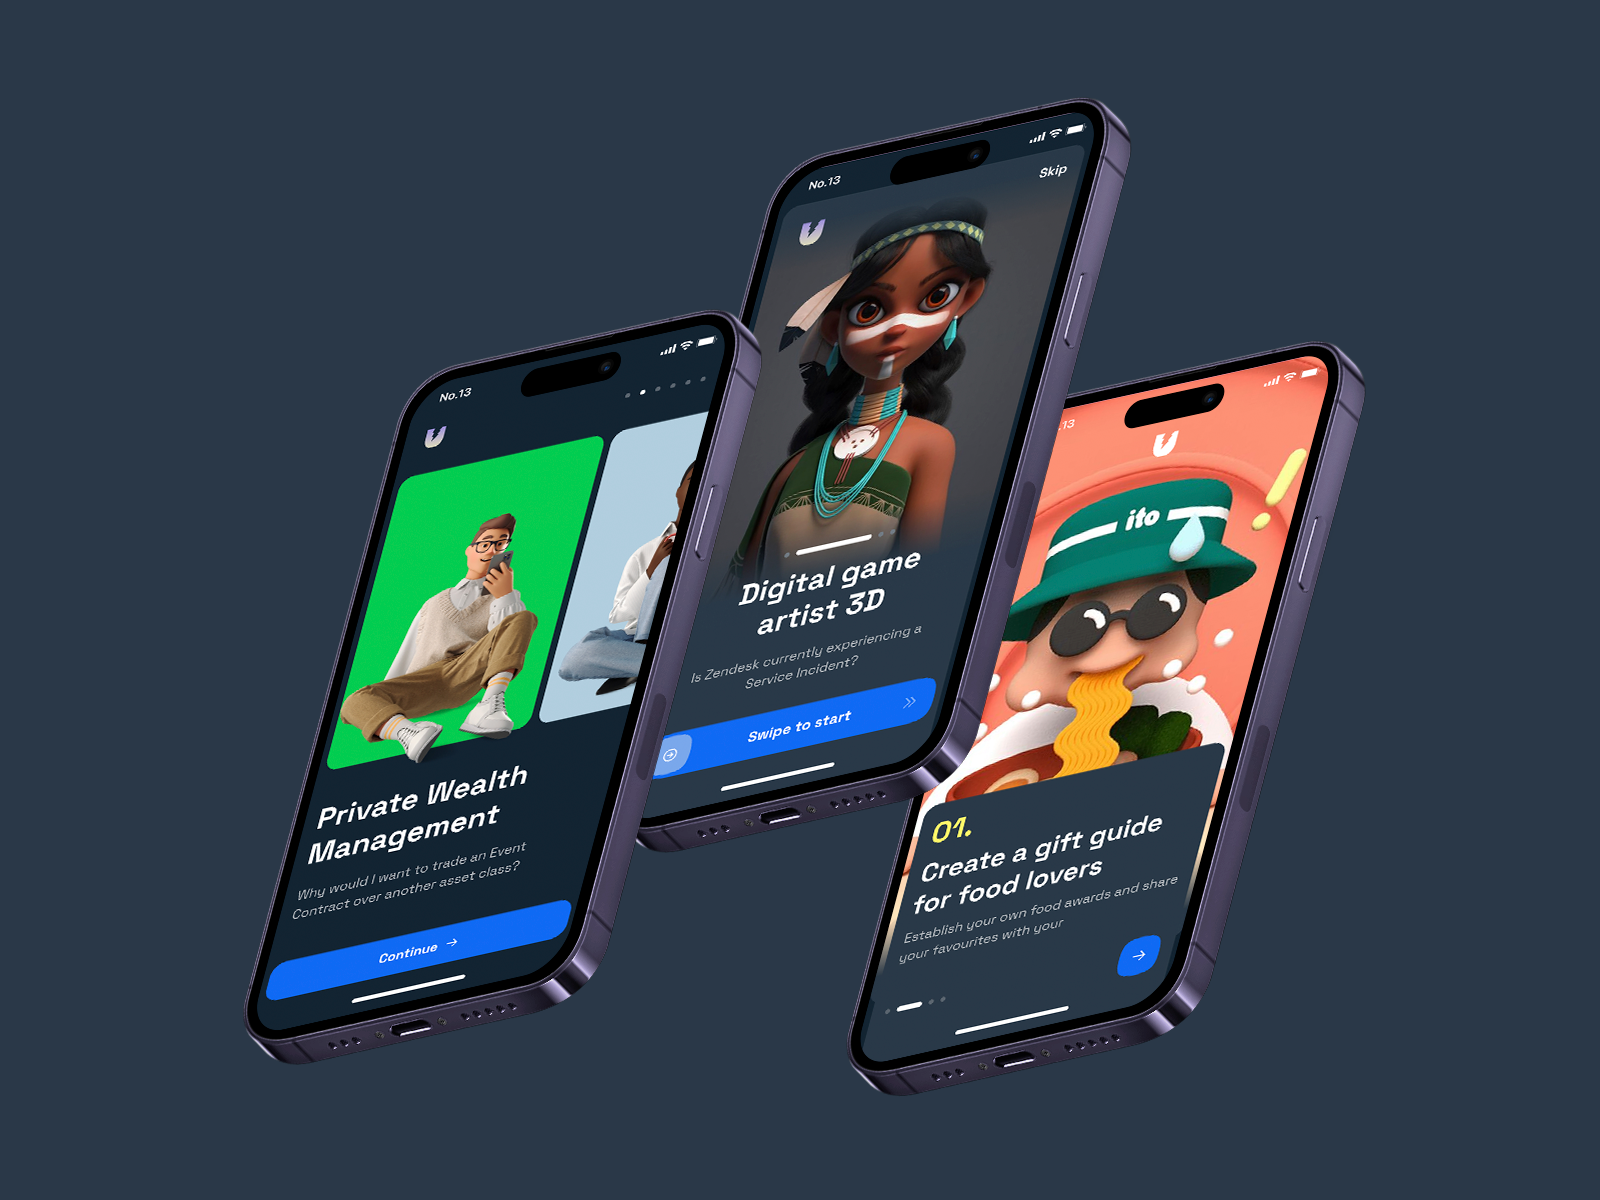 No.13
Private Wealth
Management
Why would I want to trade an Event
Contract over another asset class?
Continue
No.13
Skip
Digital game
artist 3D
Is Zendesk currently experiencing a
Service Incident?
Swipe to start
.13
ito
01.
Create a gift guide
for food lovers
Establish your own food awards and share
your favourites with your